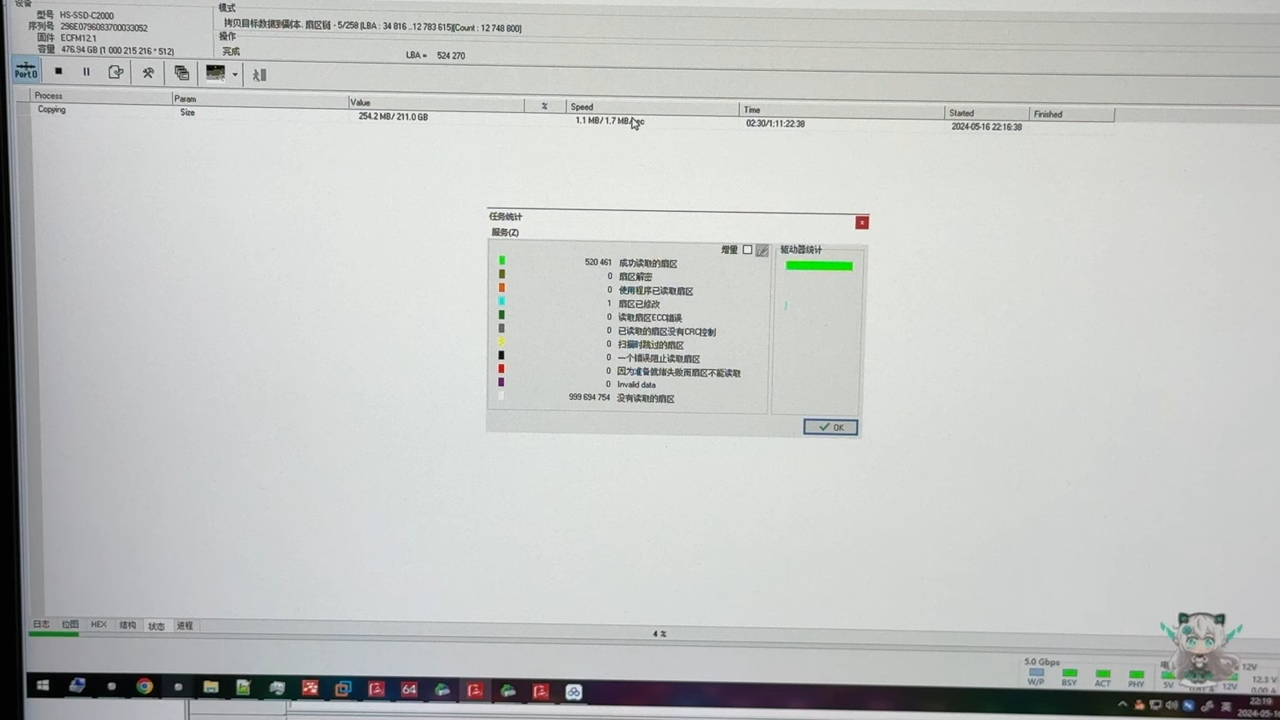 设备
型号 HS-SSD-C2000
序列号 296E0796083700033052
固件 ECFM12.1
容量 476.94 GB (1 000 215 216 * 512)
模式
拷贝目标数据到副本. 扇区链 - 5/258 [LBA : 34 816 ..12 783 615][Count : 12 748 800]
操作
完成
LBA = 524 270
Port0
Process Param Value % Speed Time Started Finished
Copying Size 254.2 MB/ 211.0 GB 1.1 MB/ 1.7 MB/sec 02:30/1:11:22:38 2024-05-16 22:16:38
任务统计
x
服务(Z)
增量
驱动器统计
520 461 成功读取的扇区
0 扇区解密
0 使用程序已读取扇区
1 扇区已修改
0 读取扇区ECC错误
0 已读取的扇区没有CRC控制
0 扫描时跳过的扇区
0 一个错误阻止读取扇区
0 因为准备就绪失败而扇区不能读取
0 Invalid data
999 694 754 没有读取的扇区
OK
日志 位图 HEX 结构 状态 进程
4 %
5.0 Gbps
W/P BSY ACT PHY 5V 12V
12V
12.3 V
0.00 A
64
英
22:19